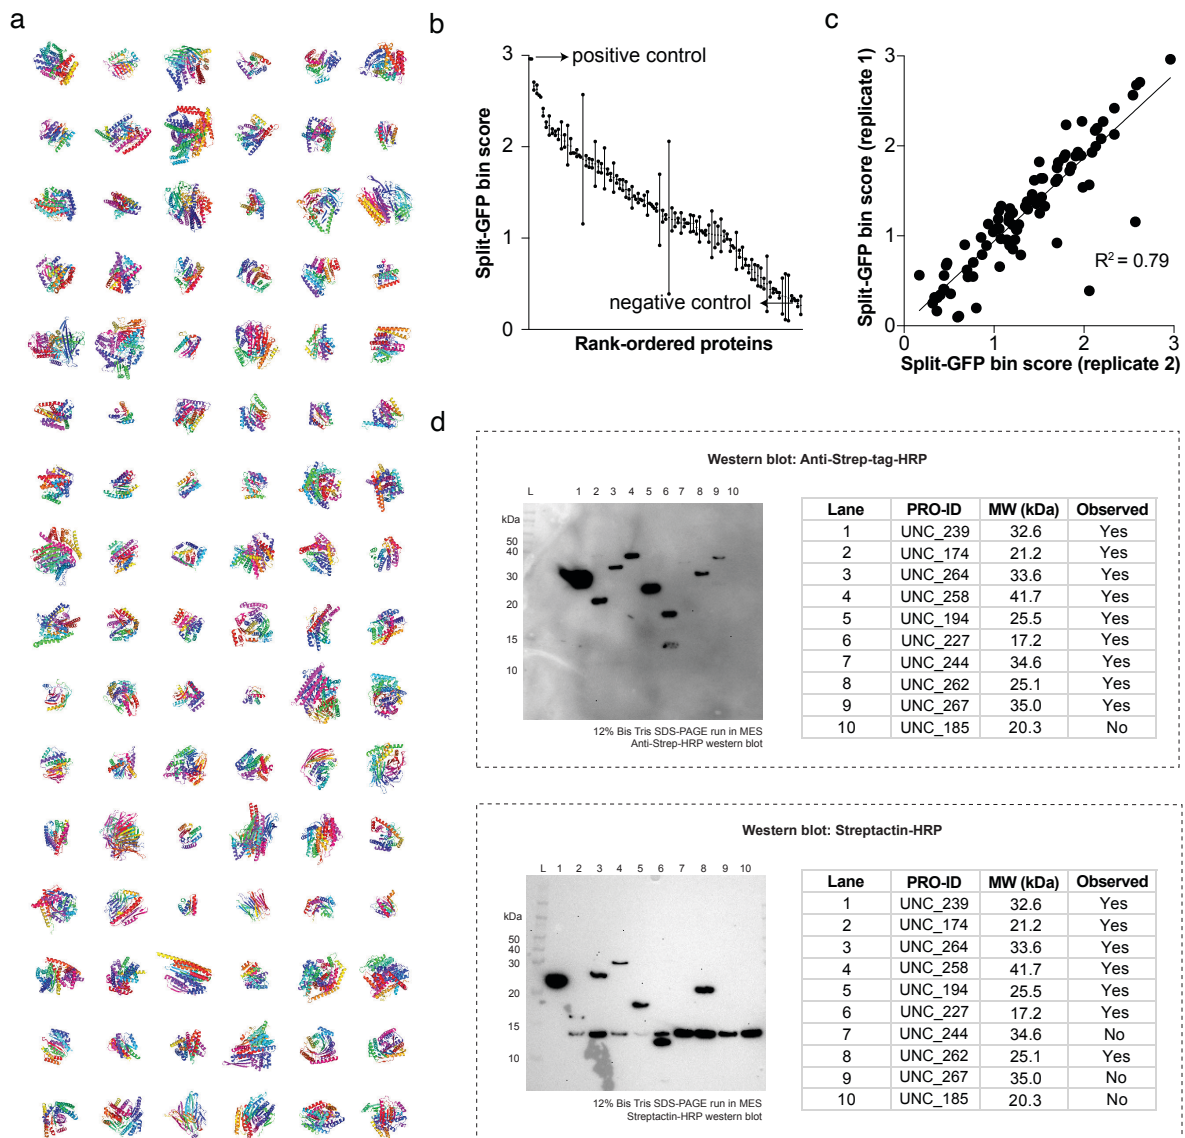 a
b
3
positive control
2
1
negative control
0
Split-GFP bin score
Rank-ordered proteins
c
3
2
1
R² = 0.79
0
0 1 2 3
Split-GFP bin score (replicate 1)
Split-GFP bin score (replicate 2)
d
Western blot: Anti-Strep-tag-HRP
L 1 2 3 4 5 6 7 8 9 10
kDa
50
40
30
20
15
10
12% Bis Tris SDS-PAGE run in MES
Anti-Strep-HRP western blot
Lane PRO-ID MW (kDa) Observed
1 UNC_239 32.6 Yes
2 UNC_174 21.2 Yes
3 UNC_264 33.6 Yes
4 UNC_258 41.7 Yes
5 UNC_194 25.5 Yes
6 UNC_227 17.2 Yes
7 UNC_244 34.6 Yes
8 UNC_262 25.1 Yes
9 UNC_267 35.0 Yes
10 UNC_185 20.3 No
Western blot: Streptactin-HRP
L 1 2 3 4 5 6 7 8 9 10
kDa
50
40
30
20
15
10
12% Bis Tris SDS-PAGE run in MES
Streptactin-HRP western blot
Lane PRO-ID MW (kDa) Observed
1 UNC_239 32.6 Yes
2 UNC_174 21.2 Yes
3 UNC_264 33.6 Yes
4 UNC_258 41.7 Yes
5 UNC_194 25.5 Yes
6 UNC_227 17.2 Yes
7 UNC_244 34.6 No
8 UNC_262 25.1 Yes
9 UNC_267 35.0 No
10 UNC_185 20.3 No